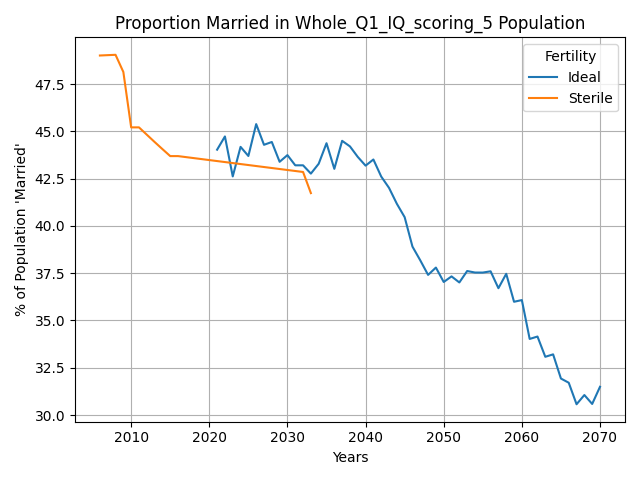 Proportion Married in Whole_Q1_IQ_scoring_5 Population
Fertility
Ideal
Sterile
% of Population 'Married'
47.5
45.0
42.5
40.0
37.5
35.0
32.5
30.0
2010 2020 2030 2040 2050 2060 2070
Years